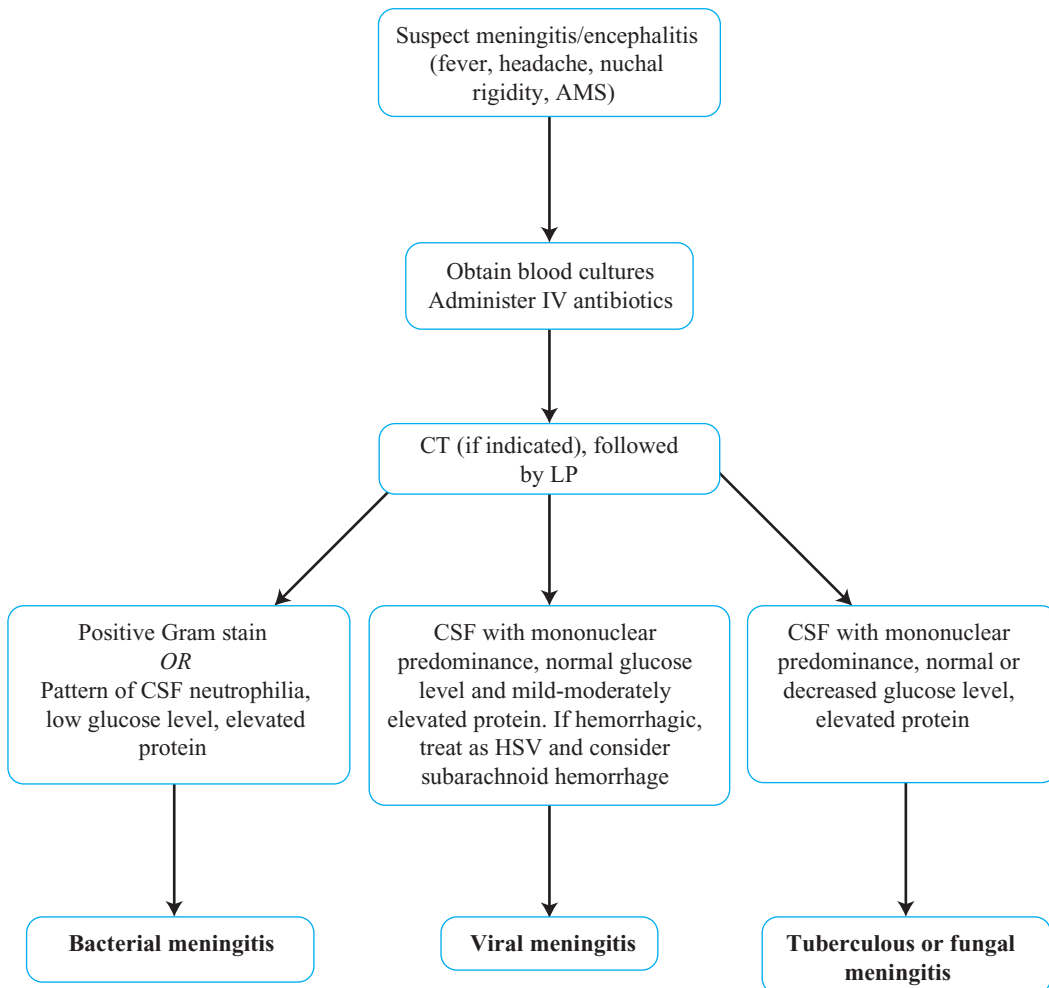 Suspect meningitis/encephalitis
(fever, headache, nuchal
rigidity, AMS)
Obtain blood cultures
Administer IV antibiotics
CT (if indicated), followed
by LP
Positive Gram stain
OR
Pattern of CSF neutrophilia,
low glucose level, elevated
protein
CSF with mononuclear
predominance, normal glucose
level and mild-moderately
elevated protein. If hemorrhagic,
treat as HSV and consider
subarachnoid hemorrhage
CSF with mononuclear
predominance, normal or
decreased glucose level,
elevated protein
Bacterial meningitis
Viral meningitis
Tuberculous or fungal
meningitis